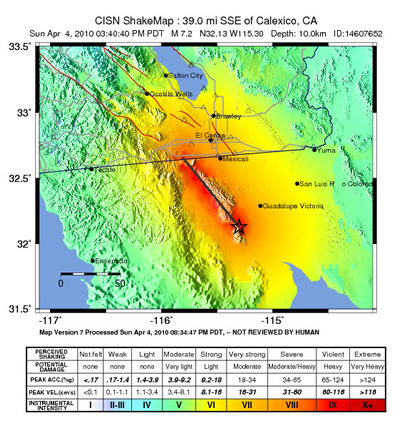 CISN ShakeMap : 39.0 mi SSE of Calexico, CA
Sun Apr 4, 2010 03:40:40 PM PDT M 7.2 N32.13 W115.30 Depth: 10.0km ID:14607652
33.5˚
Salton City
Ocotillo Wells
33˚
Brawley
El Centro
Mexicali
Yuma
Tecate
32.5˚
San Luis R
Colorado
Guadalupe Victoria,
32˚
Ensenada
0 50
31.5˚
-117˚ -116˚ -115˚
Map Version 7 Processed Sun Apr 4, 2010 08:34:47 PM PDT, -- NOT REVIEWED BY HUMAN
PERCEIVED SHAKING Not felt Weak Light Moderate Strong Very strong Severe Violent Extreme
POTENTIAL DAMAGE none none none Very light Light Moderate Moderate/Heavy Heavy Very Heavy
PEAK ACC.(%g) <.17 .17-1.4 1.4-3.9 3.9-9.2 9.2-18 18-34 34-65 65-124 >124
PEAK VEL.(cm/s) <0.1 0.1-1.1 1.1-3.4 3.4-8.1 8.1-16 16-31 31-60 60-116 >116
INSTRUMENTAL INTENSITY I II-III IV V VI VII VIII IX X+